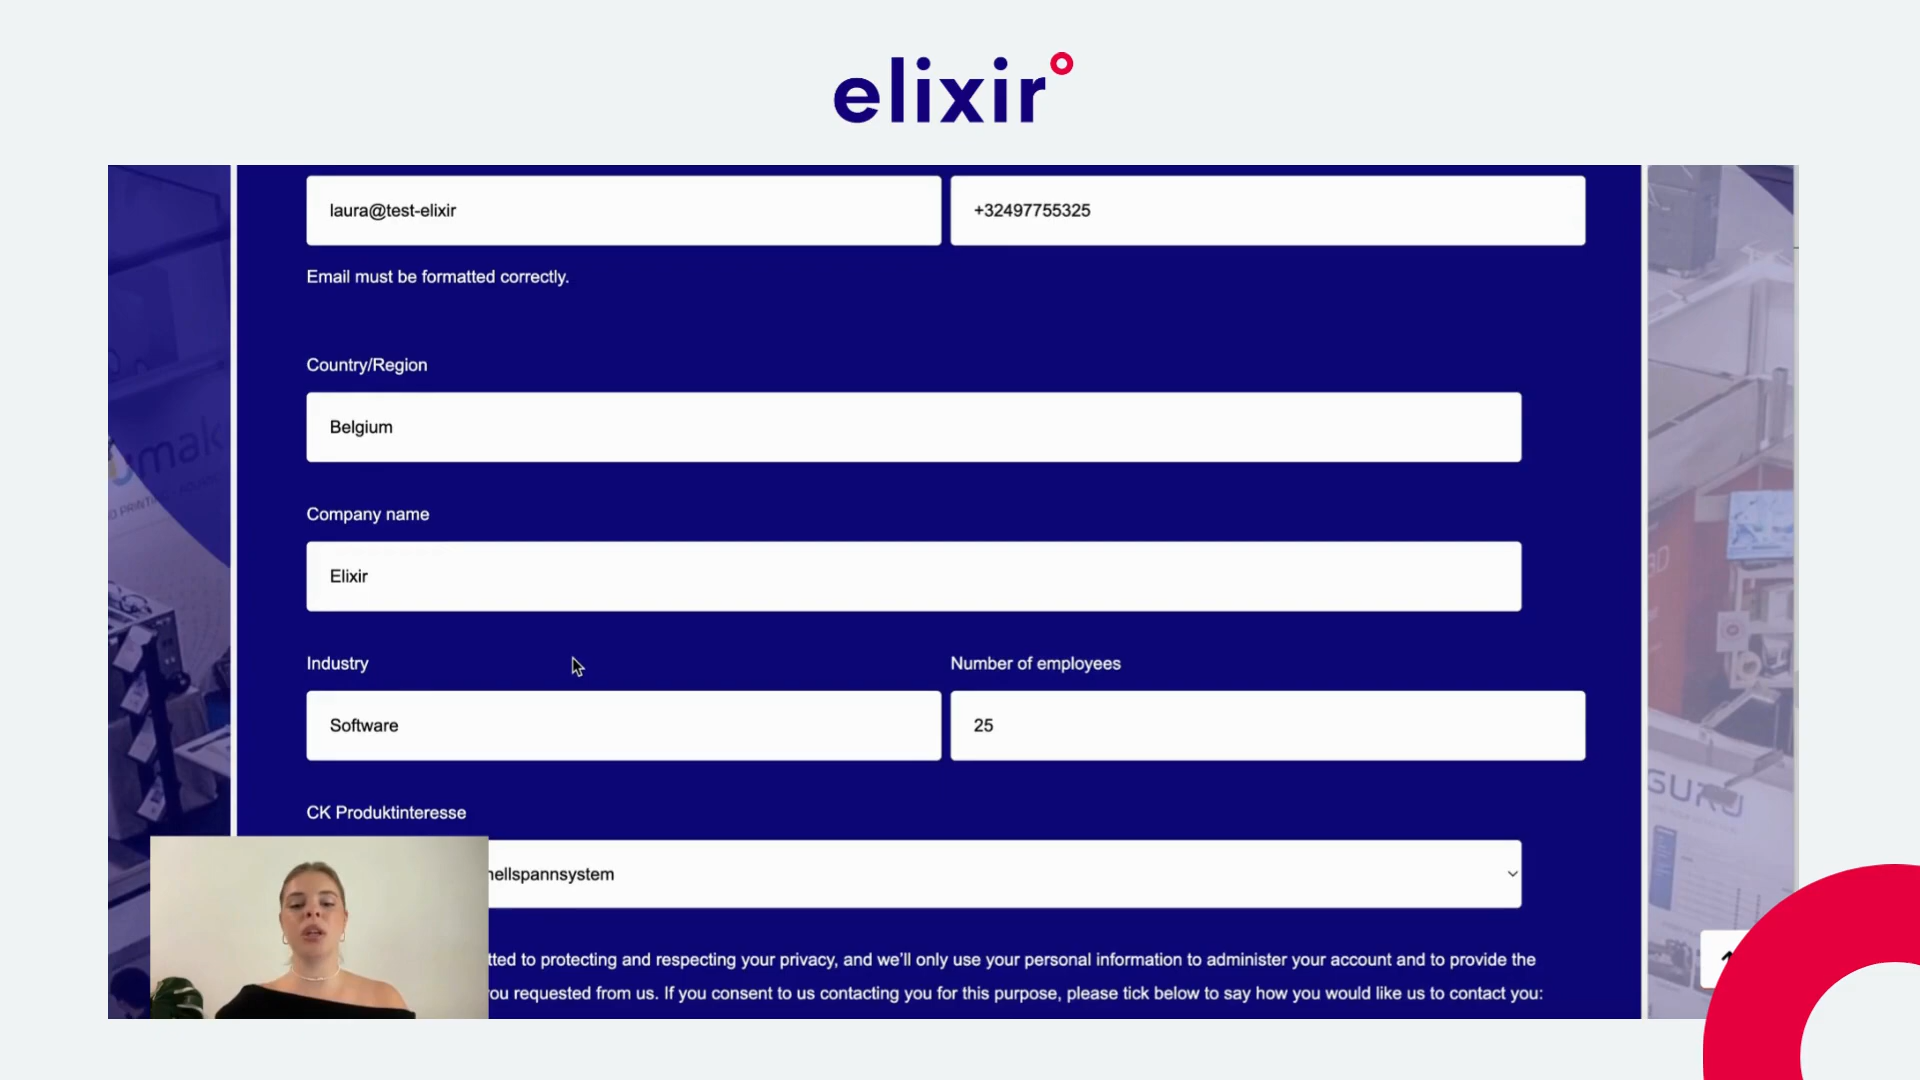 elixir
laura@test-elixir
+32497755325
Email must be formatted correctly.
Country/Region
Belgium
Company name
Elixir
Industry
Number of employees
Software
25
CK Produktinteresse
nellspannsystem
tted to protecting and respecting your privacy, and we'll only use your personal information to administer your account and to provide the
ou requested from us. If you consent to us contacting you for this purpose, please tick below to say how you would like us to contact you:
GURU